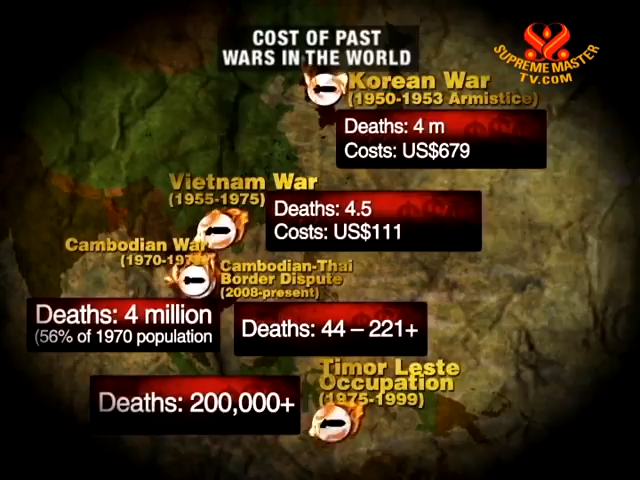 COST OF PAST
WARS IN THE WORLD
SUPREME MASTER
TV.COM
Korean War
(1950-1953 Armistice)
Deaths: 4 m
Costs: US$679
Vietnam War
(1955-1975)
Deaths: 4.5
Costs: US$111
Cambodian War
(1970-197
Deaths: 4 million
(56% of 1970 population
Cambodian-Thai
Border Dispute
(2008-present)
Deaths: 44 – 221+
Timor Leste
Occupation
(1975-1999)
Deaths: 200,000+